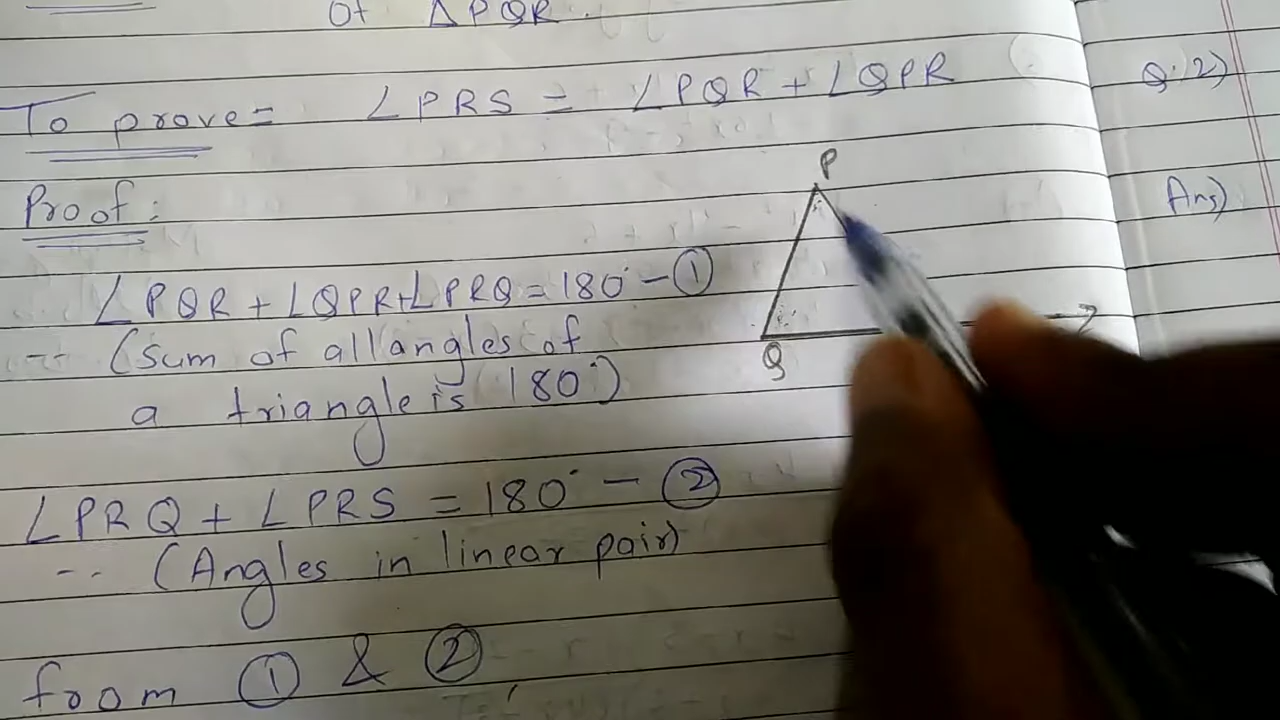 of △PQR.
To prove= ∠PRS = ∠PQR + ∠QPR
Q.2)
Proof:
Ans)
P
∠PQR + ∠QPR + ∠PRQ = 180° - ①
-- (sum of all angles of
a triangle is 180°)
Q
∠PRQ + ∠PRS = 180° - ②
-- (Angles in linear pair)
from ① & ②